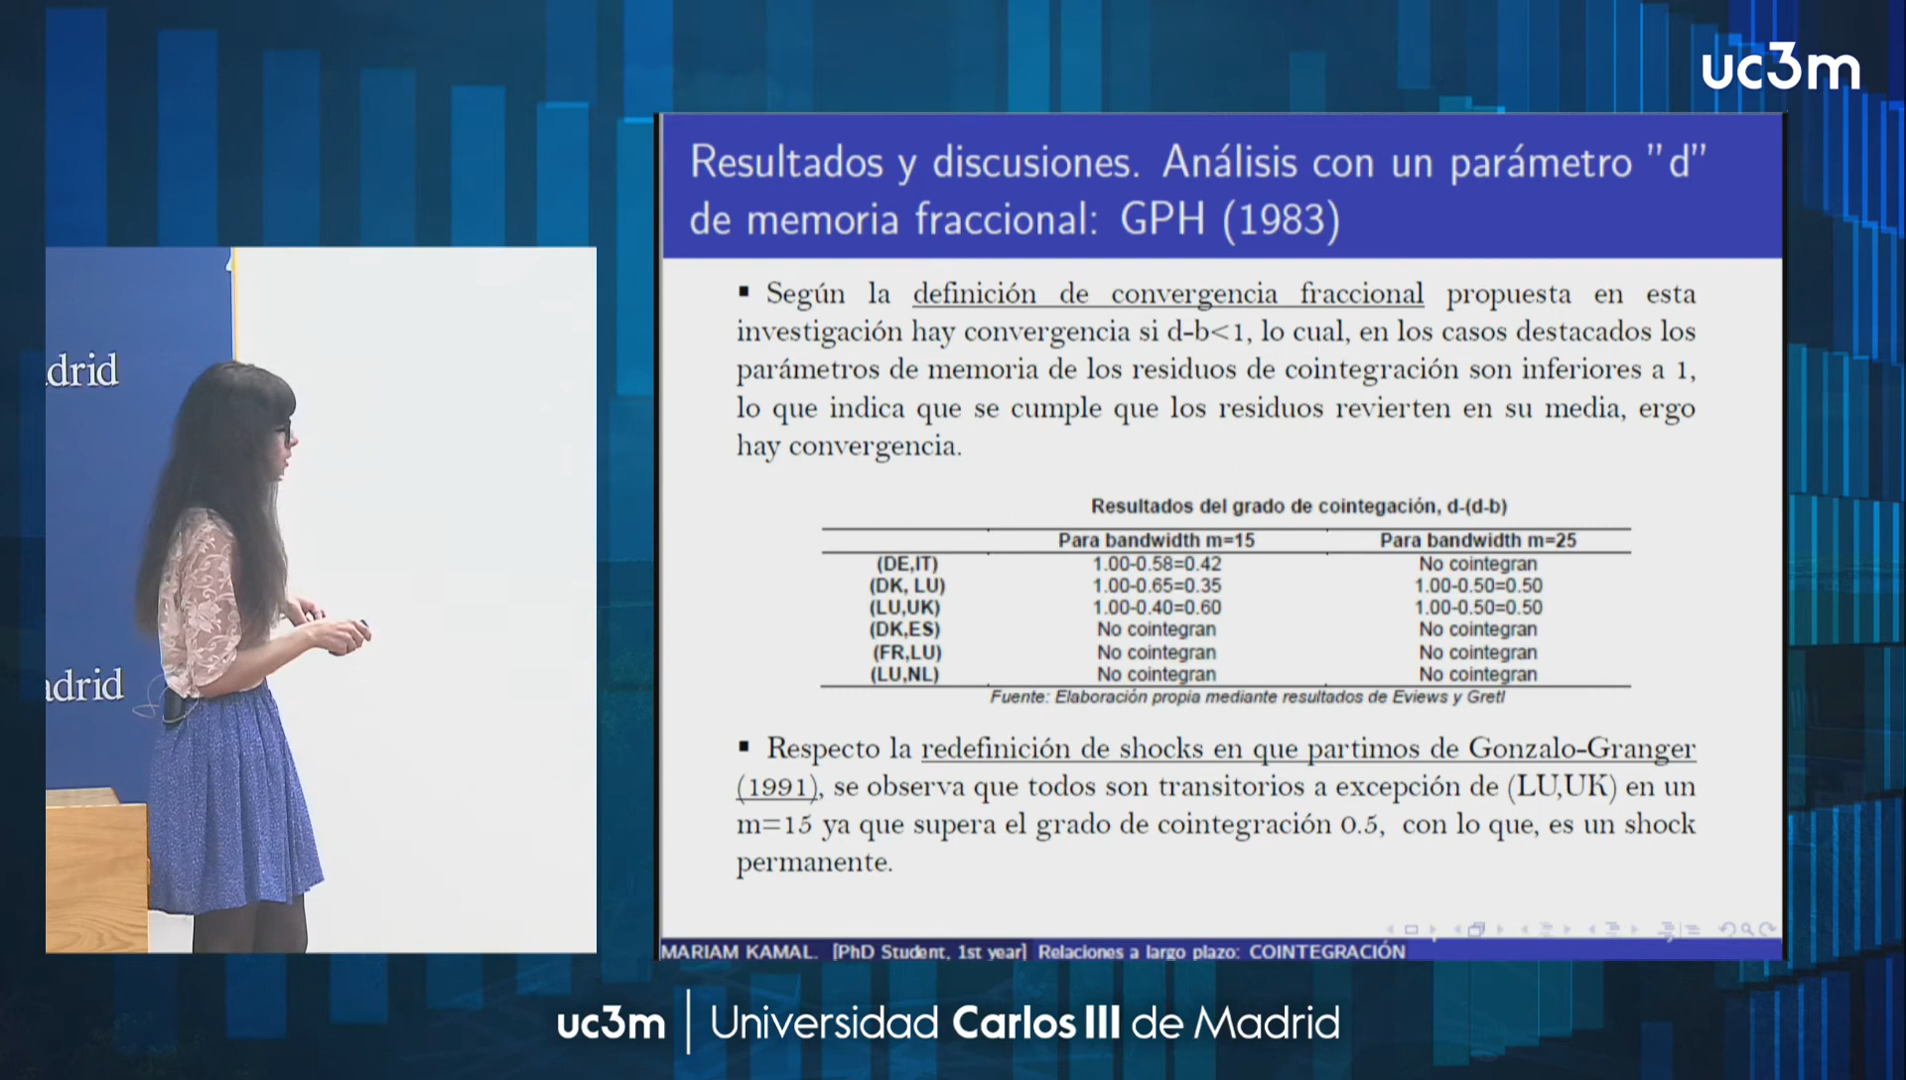 uc3m
Resultados y discusiones. Análisis con un parámetro "d"
de memoria fraccional: GPH (1983)
▪ Según la definición de convergencia fraccional propuesta en esta
investigación hay convergencia si d-b<1, lo cual, en los casos destacados los
parámetros de memoria de los residuos de cointegración son inferiores a 1,
lo que indica que se cumple que los residuos revierten en su media, ergo
hay convergencia.
Resultados del grado de cointegación, d-(d-b)
Para bandwidth m=15 Para bandwidth m=25
(DE,IT) 1.00-0.58=0.42 No cointegran
(DK, LU) 1.00-0.65=0.35 1.00-0.50=0.50
(LU,UK) 1.00-0.40=0.60 1.00-0.50=0.50
(DK,ES) No cointegran No cointegran
(FR,LU) No cointegran No cointegran
(LU,NL) No cointegran No cointegran
Fuente: Elaboración propia mediante resultados de Eviews y Gretl
▪ Respecto la redefinición de shocks en que partimos de Gonzalo-Granger
(1991), se observa que todos son transitorios a excepción de (LU,UK) en un
m=15 ya que supera el grado de cointegración 0.5, con lo que, es un shock
permanente.
MARIAM KAMAL. [PhD Student, 1st year] Relaciones a largo plazo: COINTEGRACIÓN
adrid
adrid
uc3m | Universidad Carlos III de Madrid